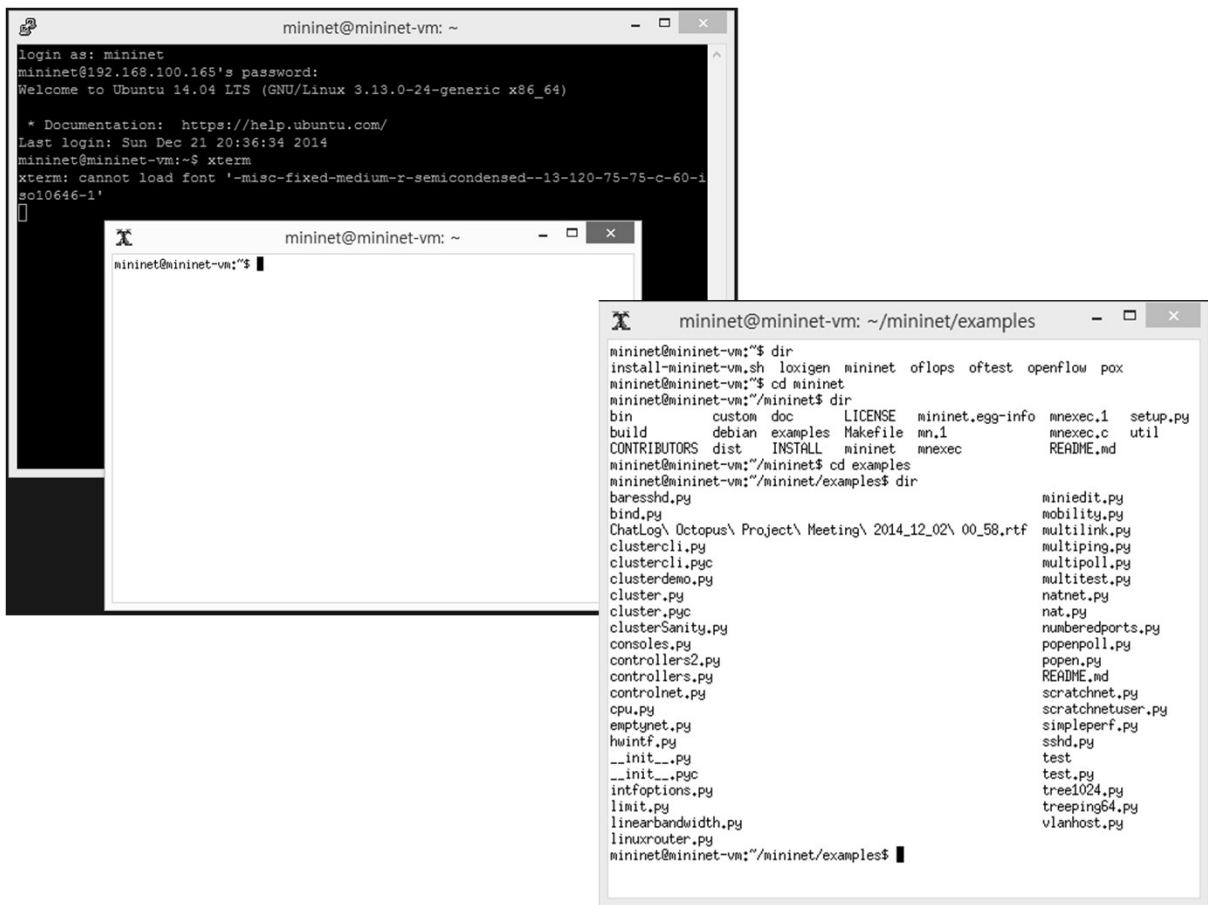 mininet@mininet-vm: ~
login as: mininet
mininet@192.168.100.165's password:
Welcome to Ubuntu 14.04 LTS (GNU/Linux 3.13.0-24-generic x86_64)
* Documentation:  https://help.ubuntu.com/
Last login: Sun Dec 21 20:36:34 2014
mininet@mininet-vm:~$ xterm
xterm: cannot load font '-misc-fixed-medium-r-semicondensed--13-120-75-75-c-60-i
so10646-1'
mininet@mininet-vm: ~
mininet@mininet-vm:~$
mininet@mininet-vm: ~/mininet/examples
mininet@mininet-vm:~$ dir
install-mininet-vm.sh  loxigen  mininet  oflops  oftest  openflow  pox
mininet@mininet-vm:~$ cd mininet
mininet@mininet-vm:~/mininet$ dir
bin           custom  doc       LICENSE   mininet.egg-info  mnexec.1   setup.py
build         debian  examples  Makefile  mn.1              mnexec.c   util
CONTRIBUTORS  dist    INSTALL   mininet   mnexec            README.md
mininet@mininet-vm:~/mininet$ cd examples
mininet@mininet-vm:~/mininet/examples$ dir
baresshd.py                                         miniedit.py
bind.py                                             mobility.py
ChatLog\ Octopus\ Project\ Meeting\ 2014_12_02\ 00_58.rtf  multilink.py
clustercli.py                                       multiping.py
clustercli.pyc                                      multipoll.py
clusterdemo.py                                      multitest.py
cluster.py                                          natnet.py
cluster.pyc                                         nat.py
clusterSanity.py                                    numberedports.py
consoles.py                                         popenpoll.py
controllers2.py                                     popen.py
controllers.py                                      README.md
controlnet.py                                       scratchnet.py
cpu.py                                              scratchnetuser.py
emptynet.py                                         simpleperf.py
hwintf.py                                           sshd.py
__init__.py                                         test
__init__.pyc                                        test.py
intfoptions.py                                      tree1024.py
limit.py                                            treeping64.py
linearbandwidth.py                                  vlanhost.py
linuxrouter.py
mininet@mininet-vm:~/mininet/examples$